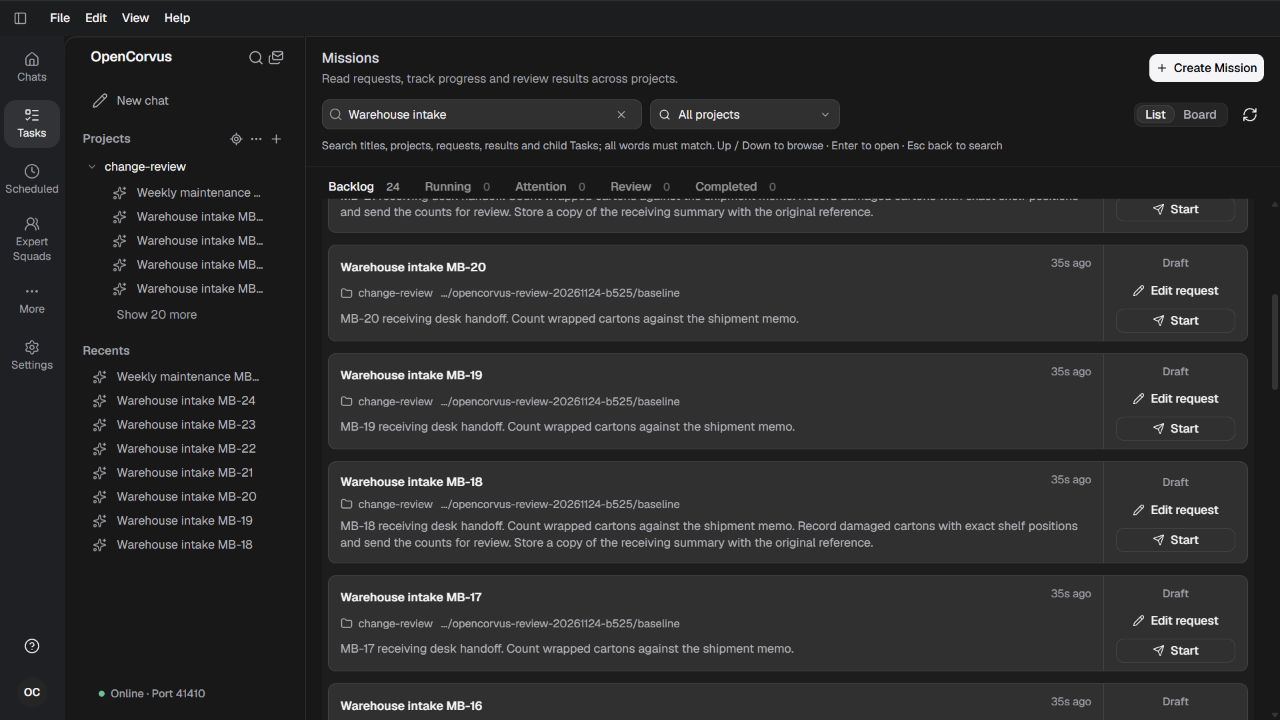 File Edit View Help
Chats
Tasks
Scheduled
Expert
Squads
More
Settings
OC
OpenCorvus
New chat
Projects
change-review
Weekly maintenance ...
Warehouse intake MB...
Warehouse intake MB...
Warehouse intake MB...
Warehouse intake MB...
Show 20 more
Recents
Weekly maintenance MB...
Warehouse intake MB-24
Warehouse intake MB-23
Warehouse intake MB-22
Warehouse intake MB-21
Warehouse intake MB-20
Warehouse intake MB-19
Warehouse intake MB-18
Online · Port 41410
Missions
Read requests, track progress and review results across projects.
Create Mission
Warehouse intake
All projects
List Board
Search titles, projects, requests, results and child Tasks; all words must match. Up / Down to browse · Enter to open · Esc back to search
Backlog 24 Running 0 Attention 0 Review 0 Completed 0
and send the counts for review. Store a copy of the receiving summary with the original reference.
Start
Warehouse intake MB-20
35s ago
change-review .../opencorvus-review-20261124-b525/baseline
MB-20 receiving desk handoff. Count wrapped cartons against the shipment memo.
Draft
Edit request
Start
Warehouse intake MB-19
35s ago
change-review .../opencorvus-review-20261124-b525/baseline
MB-19 receiving desk handoff. Count wrapped cartons against the shipment memo.
Draft
Edit request
Start
Warehouse intake MB-18
35s ago
change-review .../opencorvus-review-20261124-b525/baseline
MB-18 receiving desk handoff. Count wrapped cartons against the shipment memo. Record damaged cartons with exact shelf positions
and send the counts for review. Store a copy of the receiving summary with the original reference.
Draft
Edit request
Start
Warehouse intake MB-17
35s ago
change-review .../opencorvus-review-20261124-b525/baseline
MB-17 receiving desk handoff. Count wrapped cartons against the shipment memo.
Draft
Edit request
Start
Warehouse intake MB-16
35s ago
Draft